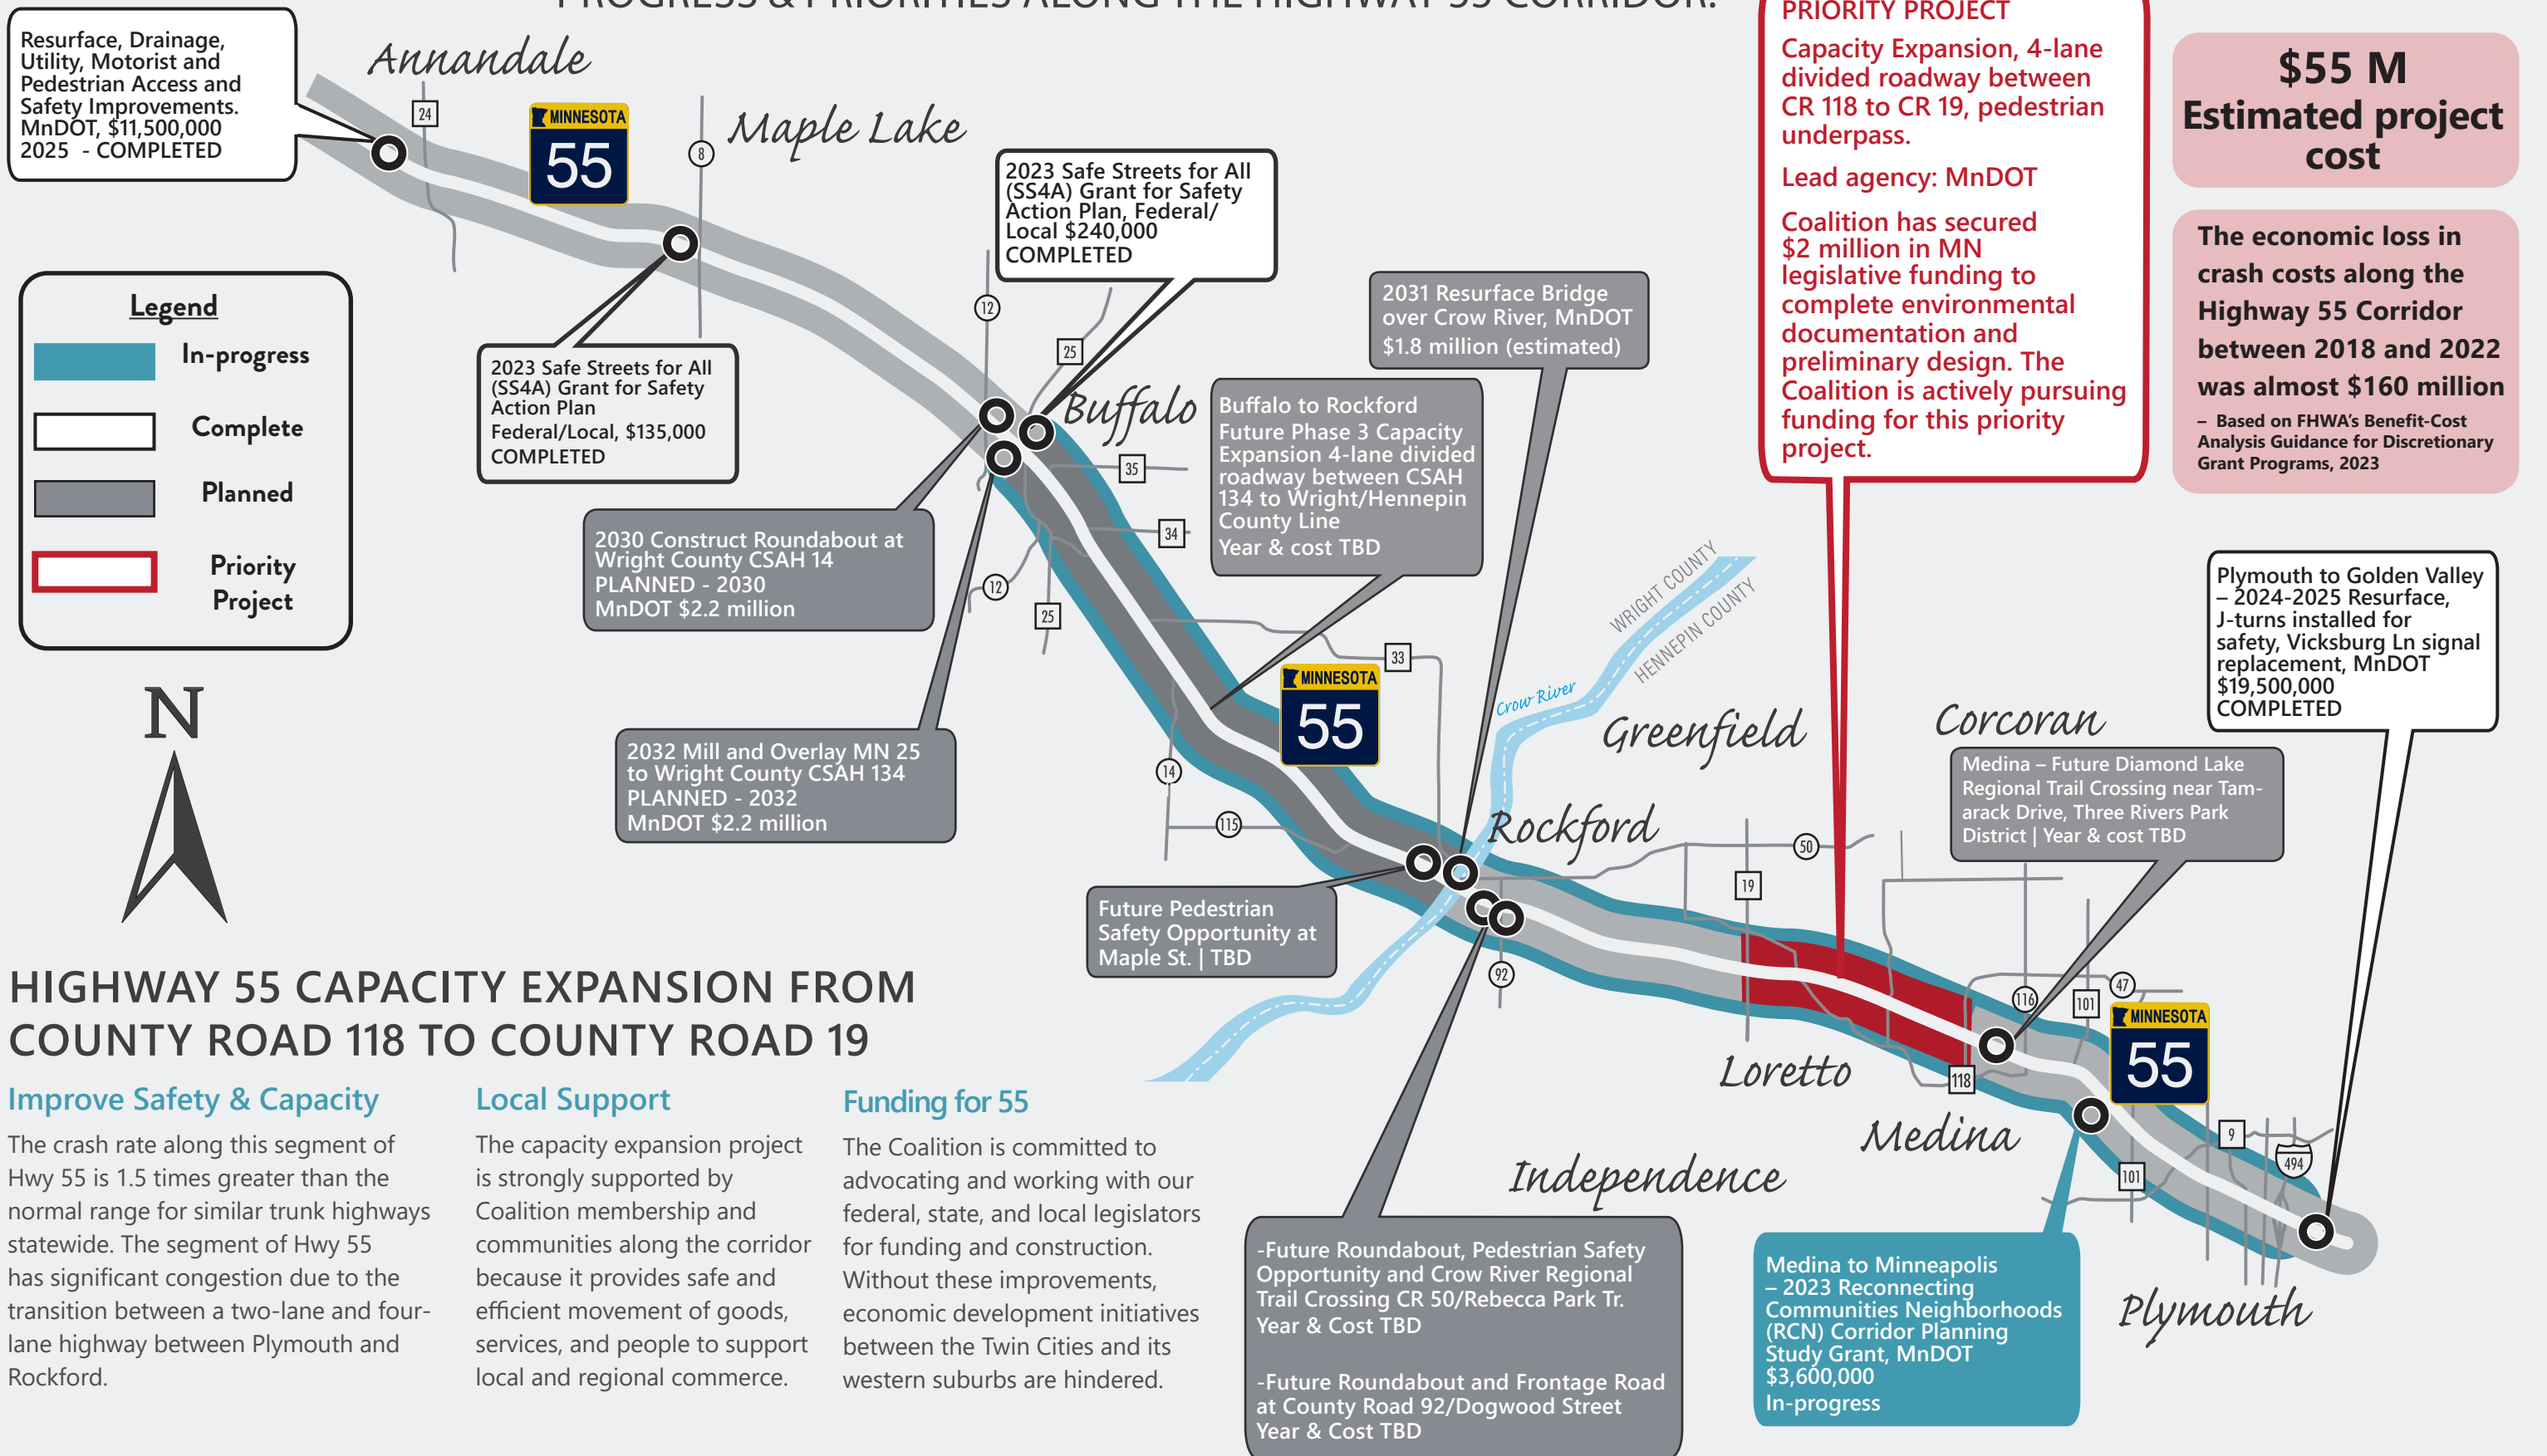 PROGRESS & PRIORITIES ALONG THE HIGHWAY 55 CORRIDOR:
Resurface, Drainage,
Utility, Motorist and
Pedestrian Access and
Safety Improvements.
MnDOT, $11,500,000
2025 - COMPLETED
Annandale
24
MINNESOTA
55
8
Maple Lake
2023 Safe Streets for All
(SS4A) Grant for Safety
Action Plan, Federal/
Local $240,000
COMPLETED
PRIORITY PROJECT
Capacity Expansion, 4-lane
divided roadway between
CR 118 to CR 19, pedestrian
underpass.
Lead agency: MnDOT
Coalition has secured
$2 million in MN
legislative funding to
complete environmental
documentation and
preliminary design. The
Coalition is actively pursuing
funding for this priority
project.
$55 M
Estimated project
cost
The economic loss in
crash costs along the
Highway 55 Corridor
between 2018 and 2022
was almost $160 million
– Based on FHWA's Benefit-Cost
Analysis Guidance for Discretionary
Grant Programs, 2023
Legend
In-progress
Complete
Planned
Priority
Project
2023 Safe Streets for All
(SS4A) Grant for Safety
Action Plan
Federal/Local, $135,000
COMPLETED
12
25
Buffalo
2031 Resurface Bridge
over Crow River, MnDOT
$1.8 million (estimated)
Buffalo to Rockford
Future Phase 3 Capacity
Expansion 4-lane divided
roadway between CSAH
134 to Wright/Hennepin
County Line
Year & cost TBD
35
34
2030 Construct Roundabout at
Wright County CSAH 14
PLANNED - 2030
MnDOT $2.2 million
12
25
33
WRIGHT COUNTY
HENNEPIN COUNTY
Crow River
Plymouth to Golden Valley
– 2024-2025 Resurface,
J-turns installed for
safety, Vicksburg Ln signal
replacement, MnDOT
$19,500,000
COMPLETED
N
2032 Mill and Overlay MN 25
to Wright County CSAH 134
PLANNED - 2032
MnDOT $2.2 million
MINNESOTA
55
14
115
Greenfield
Corcoran
Medina – Future Diamond Lake
Regional Trail Crossing near Tam-
arack Drive, Three Rivers Park
District | Year & cost TBD
Rockford
50
19
Future Pedestrian
Safety Opportunity at
Maple St. | TBD
92
116
101
47
MINNESOTA
55
Loretto
118
Medina
9
494
101
Independence
Plymouth
HIGHWAY 55 CAPACITY EXPANSION FROM
COUNTY ROAD 118 TO COUNTY ROAD 19
Improve Safety & Capacity
The crash rate along this segment of
Hwy 55 is 1.5 times greater than the
normal range for similar trunk highways
statewide. The segment of Hwy 55
has significant congestion due to the
transition between a two-lane and four-
lane highway between Plymouth and
Rockford.
Local Support
The capacity expansion project
is strongly supported by
Coalition membership and
communities along the corridor
because it provides safe and
efficient movement of goods,
services, and people to support
local and regional commerce.
Funding for 55
The Coalition is committed to
advocating and working with our
federal, state, and local legislators
for funding and construction.
Without these improvements,
economic development initiatives
between the Twin Cities and its
western suburbs are hindered.
-Future Roundabout, Pedestrian Safety
Opportunity and Crow River Regional
Trail Crossing CR 50/Rebecca Park Tr.
Year & Cost TBD
-Future Roundabout and Frontage Road
at County Road 92/Dogwood Street
Year & Cost TBD
Medina to Minneapolis
– 2023 Reconnecting
Communities Neighborhoods
(RCN) Corridor Planning
Study Grant, MnDOT
$3,600,000
In-progress